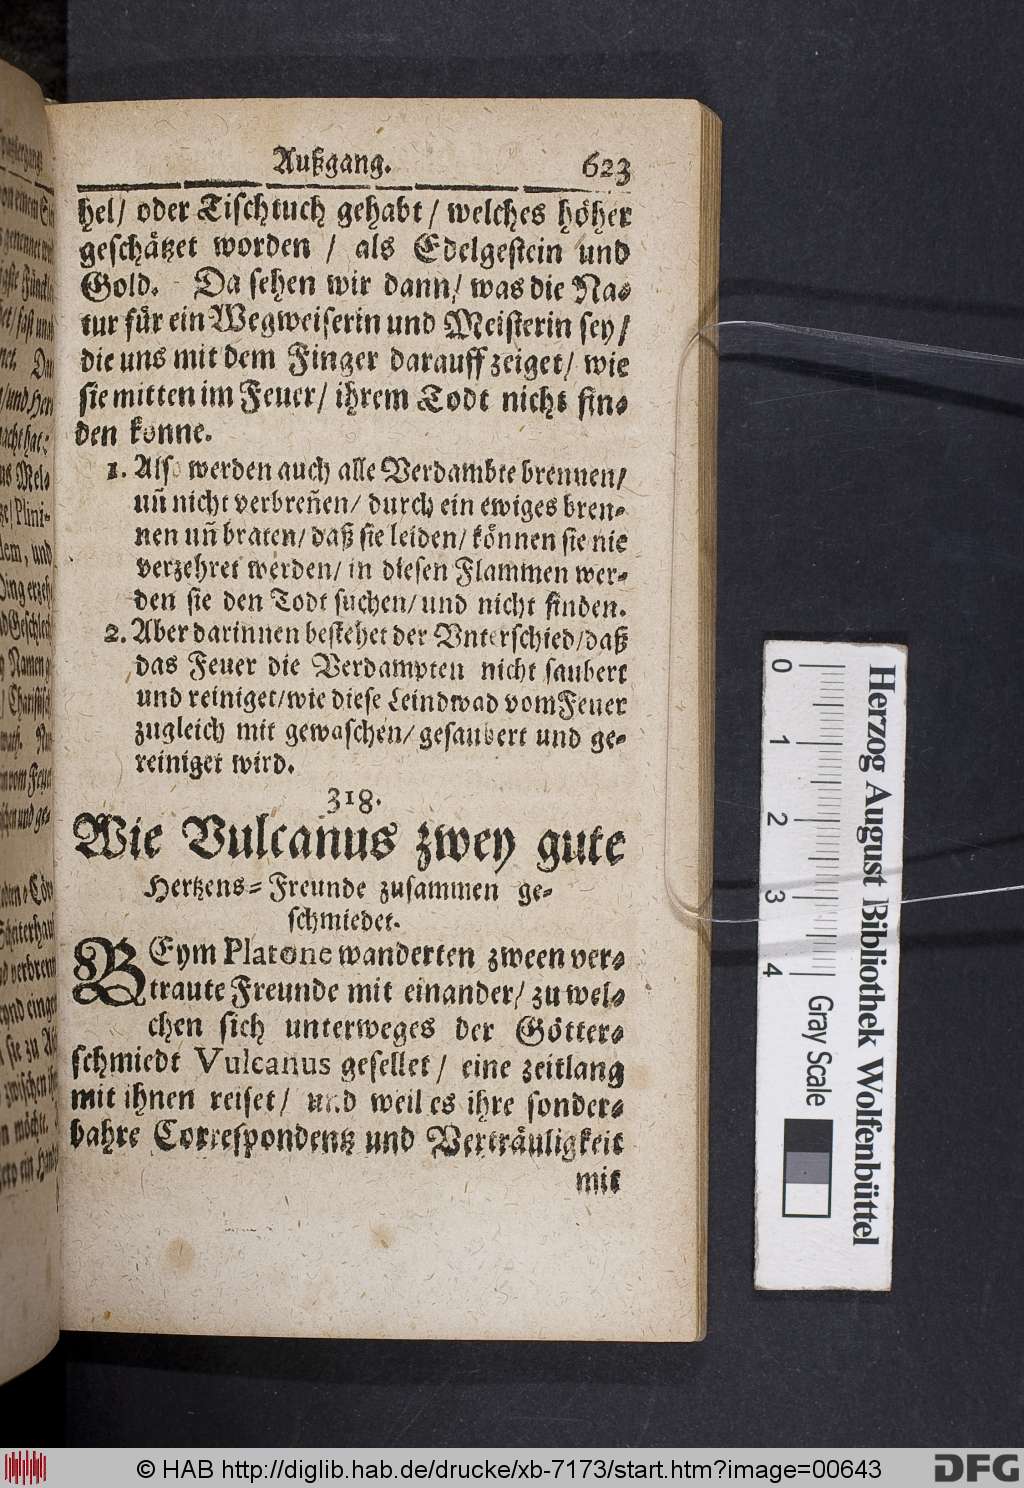 Außgang. 623
hel/ oder Tischtuch gehabt/ welches höher
geschätzet worden / als Edelgestein und
Gold. Da sehen wir dann/ was die Na-
tur für ein Wegweiserin und Meisterin sey/
die uns mit dem Finger darauff zeiget/ wie
sie mitten im Feuer/ ihrem Todt nicht fin-
den konne.
1. Also werden auch alle Verdambte brennen/
uñ nicht verbreñen/ durch ein ewiges bren-
nen uñ braten/ daß sie leiden/ können sie nie
verzehret werden/ in diesen Flammen wer-
den sie den Todt suchen/ und nicht finden.
2. Aber darinnen bestehet der Vnterschied/ daß
das Feuer die Verdampten nicht saubert
und reiniget/ wie diese Leindwad vom Feuer
zugleich mit gewaschen/ gesaubert und ge-
reiniget wird.
318.
Wie Vulcanus zwey gute
Hertzens-Freunde zusammen ge-
schmiedet.
BEym Platone wanderten zween ver-
traute Freunde mit einander/ zu wel-
chen sich unterweges der Götter-
schmiedt Vulcanus gesellet/ eine zeitlang
mit ihnen reiset/ und weil es ihre sonder-
bahre Correspondentz und Verträuligkeit
mit
Herzog August Bibliothek Wolfenbüttel
0 1 2 3 4 Gray Scale
© HAB http://diglib.hab.de/drucke/xb-7173/start.htm?image=00643
DFG